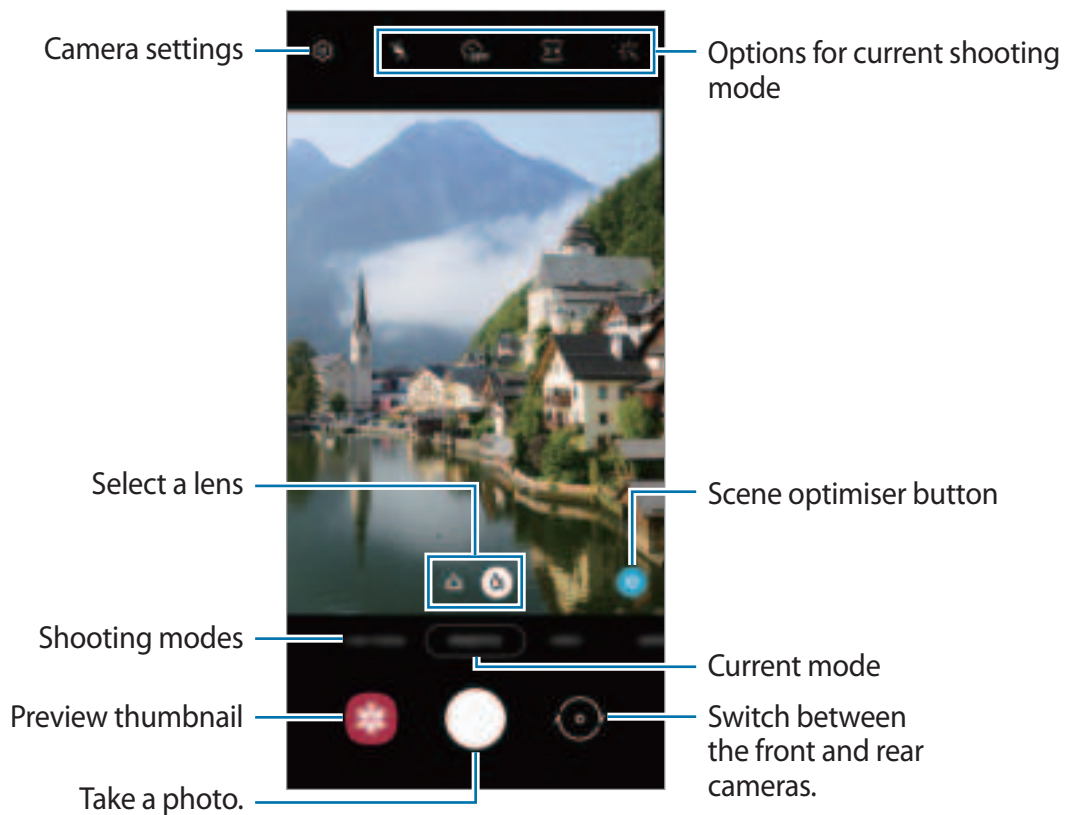 Camera settings
Options for current shooting
mode
Select a lens
Scene optimiser button
Shooting modes
Current mode
Preview thumbnail
Switch between
the front and rear
cameras.
Take a photo.